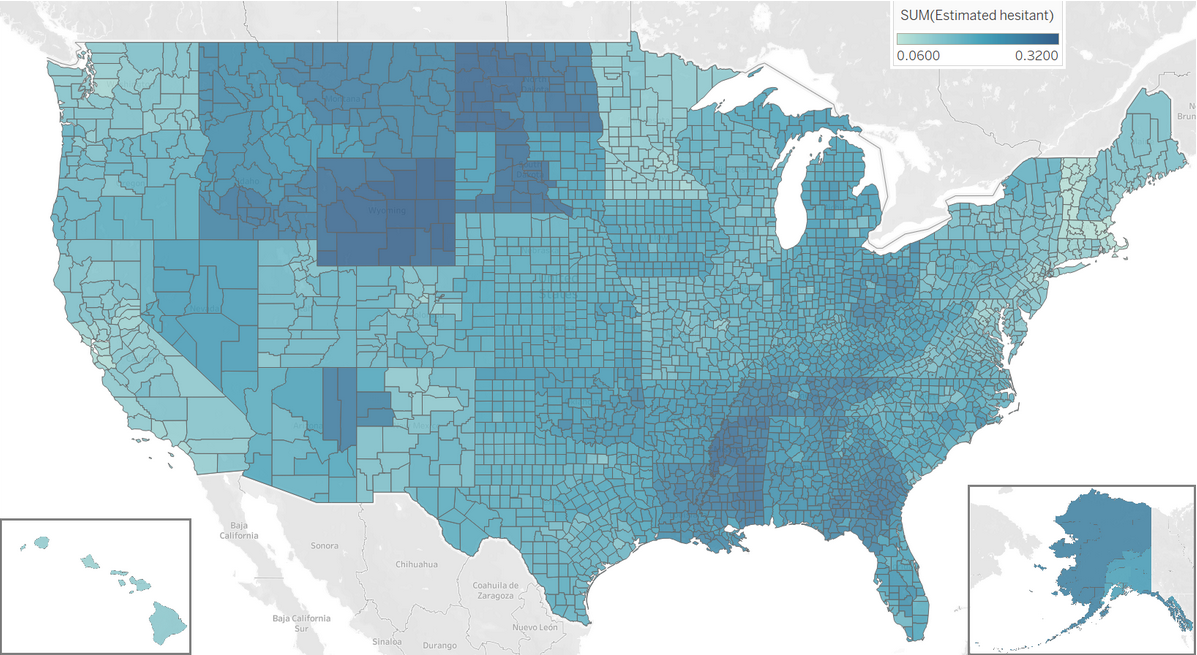 SUM(Estimated hesitant)
0.0600 0.3200
Montana
Wyoming
Baja
California
Sonora
Chihuahua
Coahuila de
Zaragoza
Baja California
Sur
Nuevo León
Sinaloa
Durango